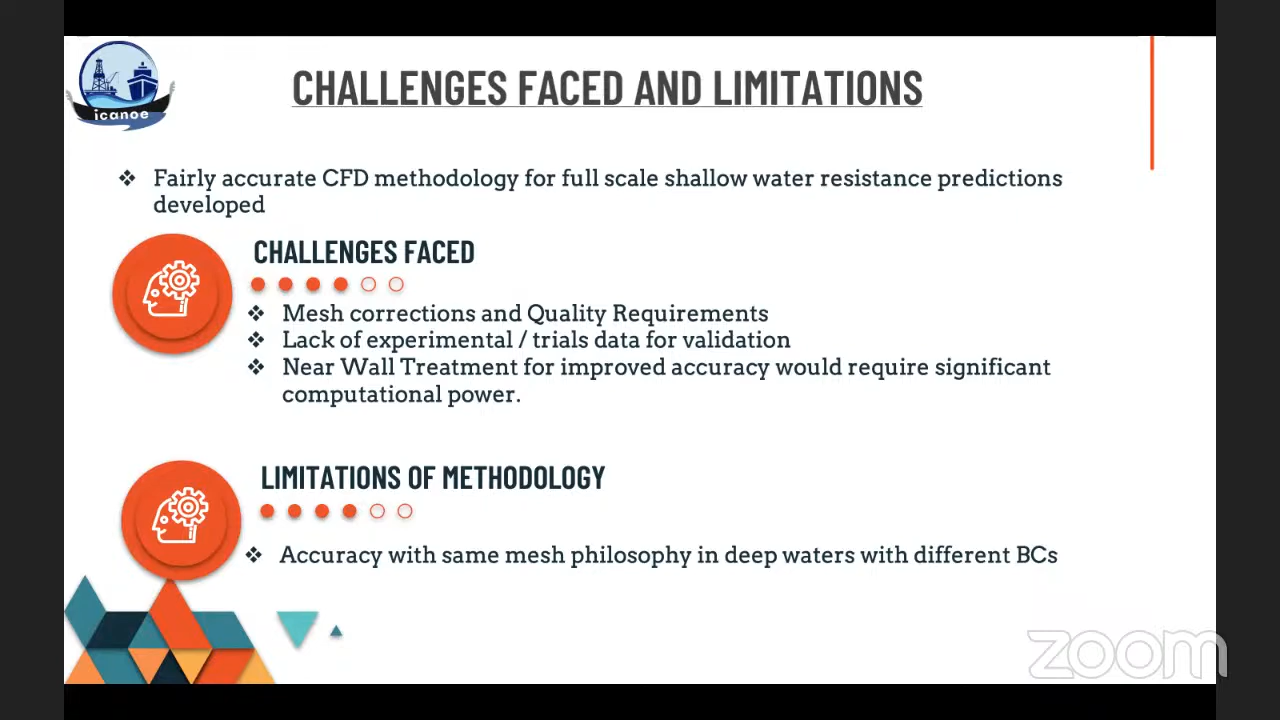 icanoe
CHALLENGES FACED AND LIMITATIONS
❖ Fairly accurate CFD methodology for full scale shallow water resistance predictions
developed
CHALLENGES FACED
❖ Mesh corrections and Quality Requirements
❖ Lack of experimental / trials data for validation
❖ Near Wall Treatment for improved accuracy would require significant
computational power.
LIMITATIONS OF METHODOLOGY
❖ Accuracy with same mesh philosophy in deep waters with different BCs
zoom